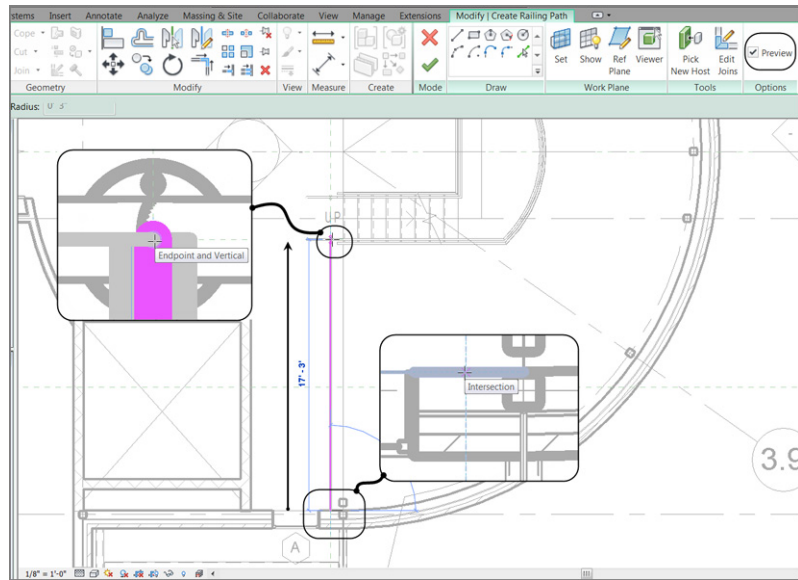 stems Insert Annotate Analyze Massing & Site Collaborate View Manage Extensions Modify | Create Railing Path
Cope
Cut
Join
Set Show Ref Plane Viewer
Pick New Host Edit Joins
Preview
Geometry Modify View Measure Create Mode Draw Work Plane Tools Options
Radius:
UP
Endpoint and Vertical
17' - 3"
Intersection
3.9
A
1/8" = 1'-0"